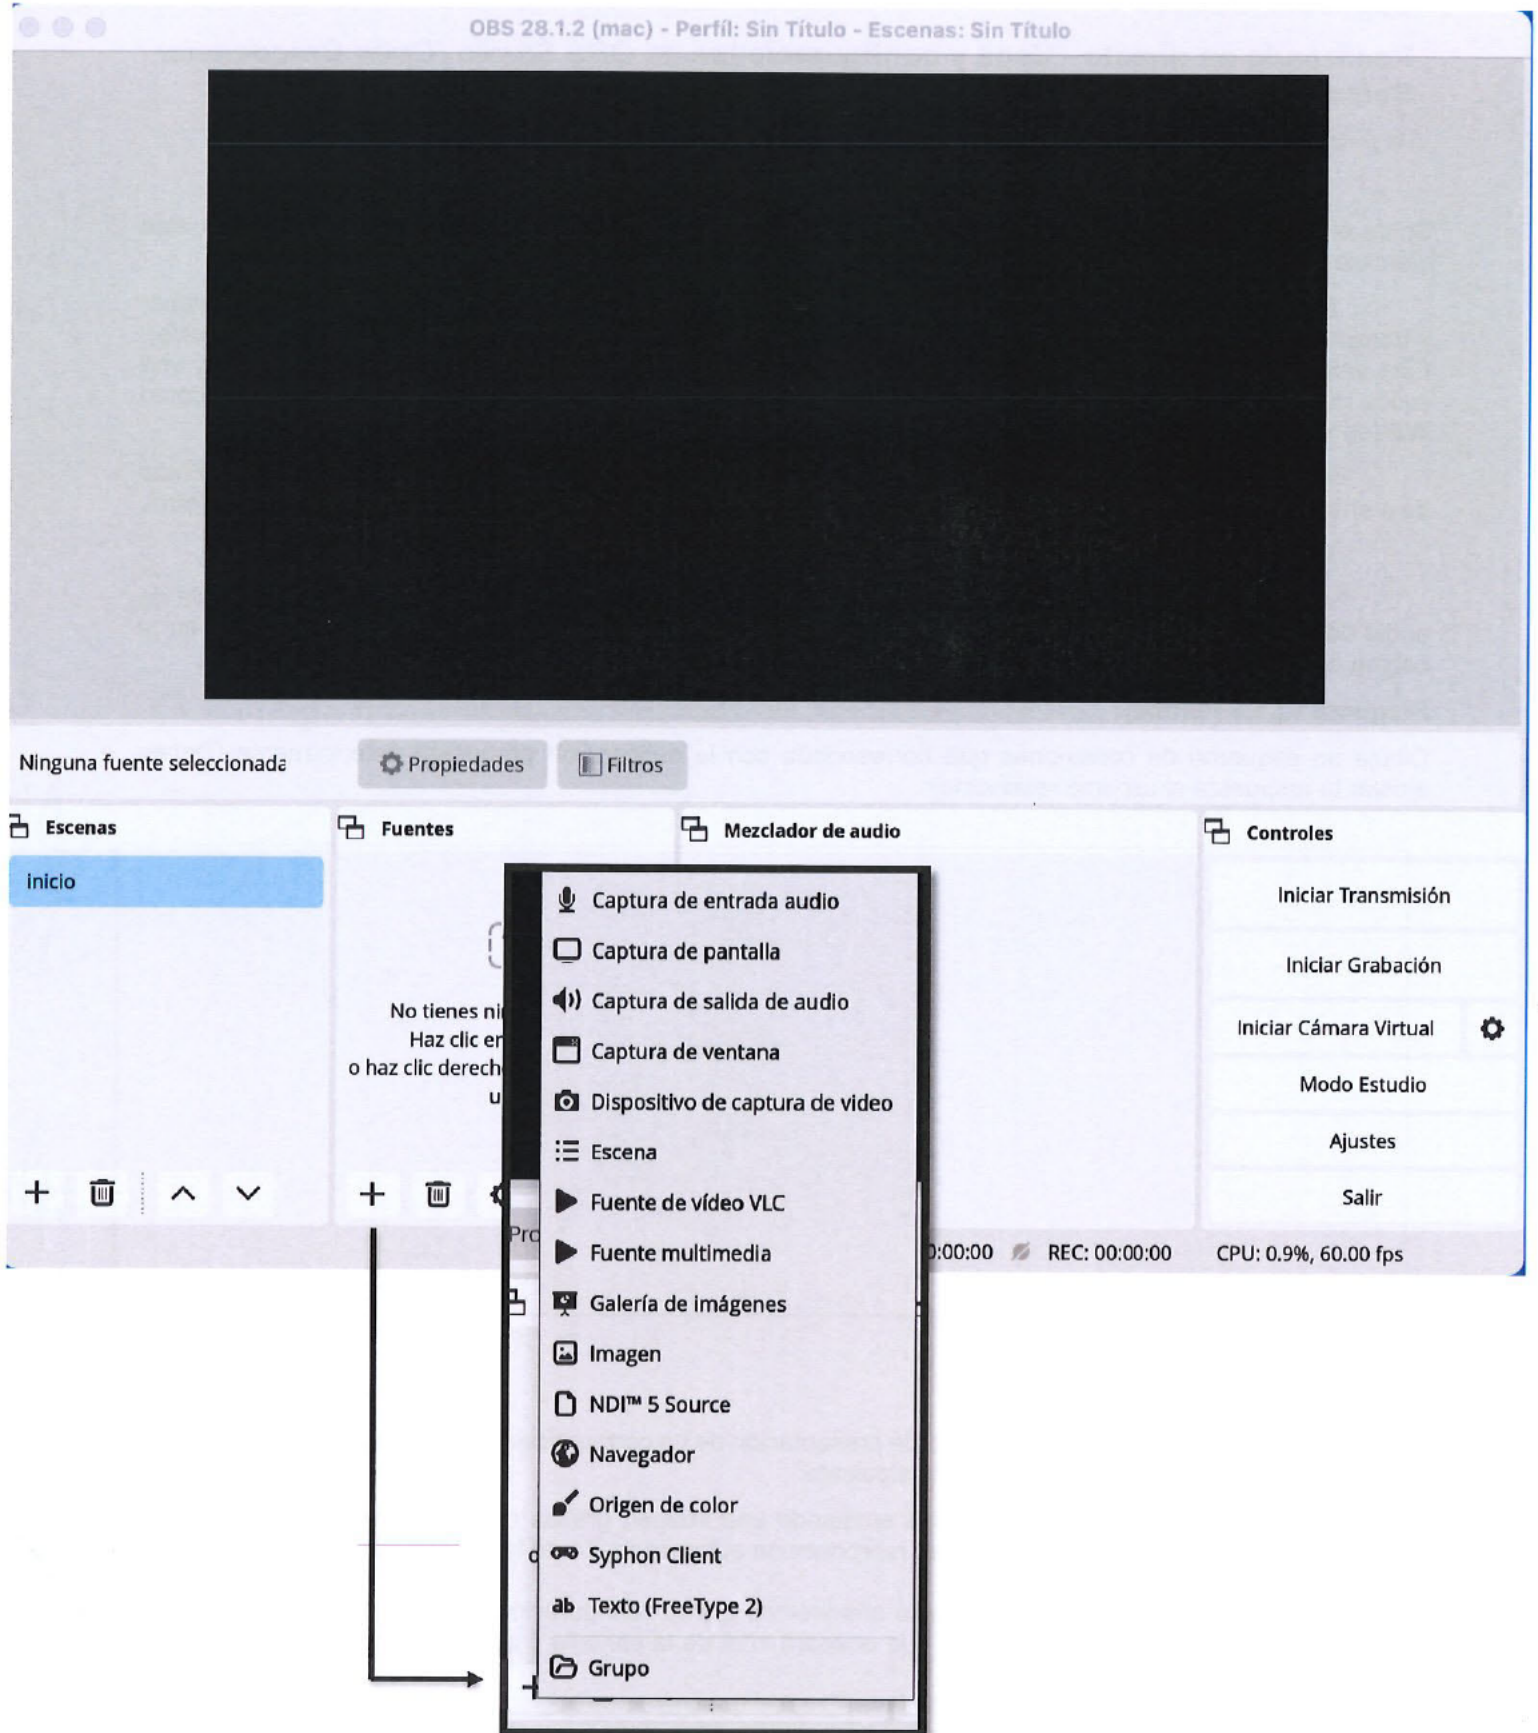 OBS 28.1.2 (mac) - Perfíl: Sin Título - Escenas: Sin Título
Ninguna fuente seleccionada
Propiedades
Filtros
Escenas
Fuentes
Mezclador de audio
Controles
inicio
No tienes
Haz clic
o haz clic
Captura de entrada audio
Captura de pantalla
Captura de salida de audio
Captura de ventana
Dispositivo de captura de video
Escena
Fuente de vídeo VLC
Fuente multimedia
Galería de imágenes
Imagen
NDI™ 5 Source
Navegador
Origen de color
Syphon Client
ab Texto (FreeType 2)
Grupo
Iniciar Transmisión
Iniciar Grabación
Iniciar Cámara Virtual
Modo Estudio
Ajustes
Salir
:00:00
REC: 00:00:00
CPU: 0.9%, 60.00 fps